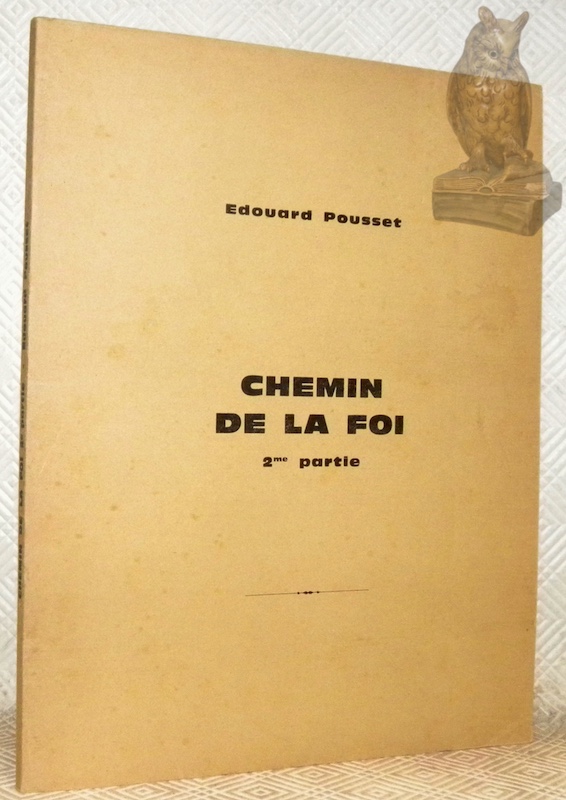 Edouard Pousset
CHEMIN
DE LA FOI
2me partie